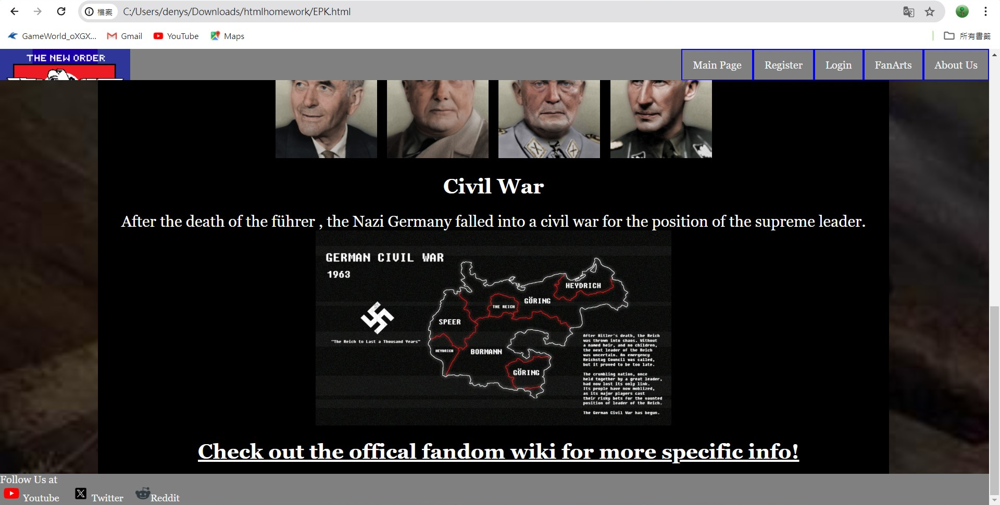 檔案
C:/Users/denys/Downloads/htmlhomework/EPK.html
GameWorld_oXGX...
Gmail
YouTube
Maps
所有書籤
THE NEW ORDER
Main Page
Register
Login
FanArts
About Us
Civil War
After the death of the führer , the Nazi Germany falled into a civil war for the position of the supreme leader.
GERMAN CIVIL WAR
1963
HEYDRICH
GÖRING
THE REICH
SPEER
"The Reich to Last a Thousand Years"
HEYDRICH
BORMANN
GÖRING
After Hitler's death, the Reich
was thrown into chaos. Without
a named heir, and no children,
the next leader of the Reich
was uncertain. An emergency
Reichstag Council was called,
but it proved to be too late.
The crumbling nation, once
held together by a great leader,
had now lost its only link.
Its people have now moblized,
as its major players cast
their risky bets for the vaunted
position of leader of the Reich.
The German Civil War has begun.
Check out the offical fandom wiki for more specific info!
Follow Us at
Youtube
Twitter
Reddit